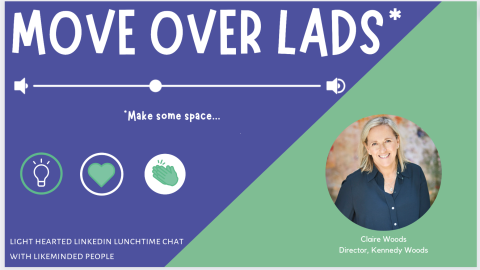 MOVE OVER LADS*
*Make some space...
LIGHT HEARTED LINKEDIN LUNCHTIME CHAT
WITH LIKEMINDED PEOPLE
Claire Woods
Director, Kennedy Woods